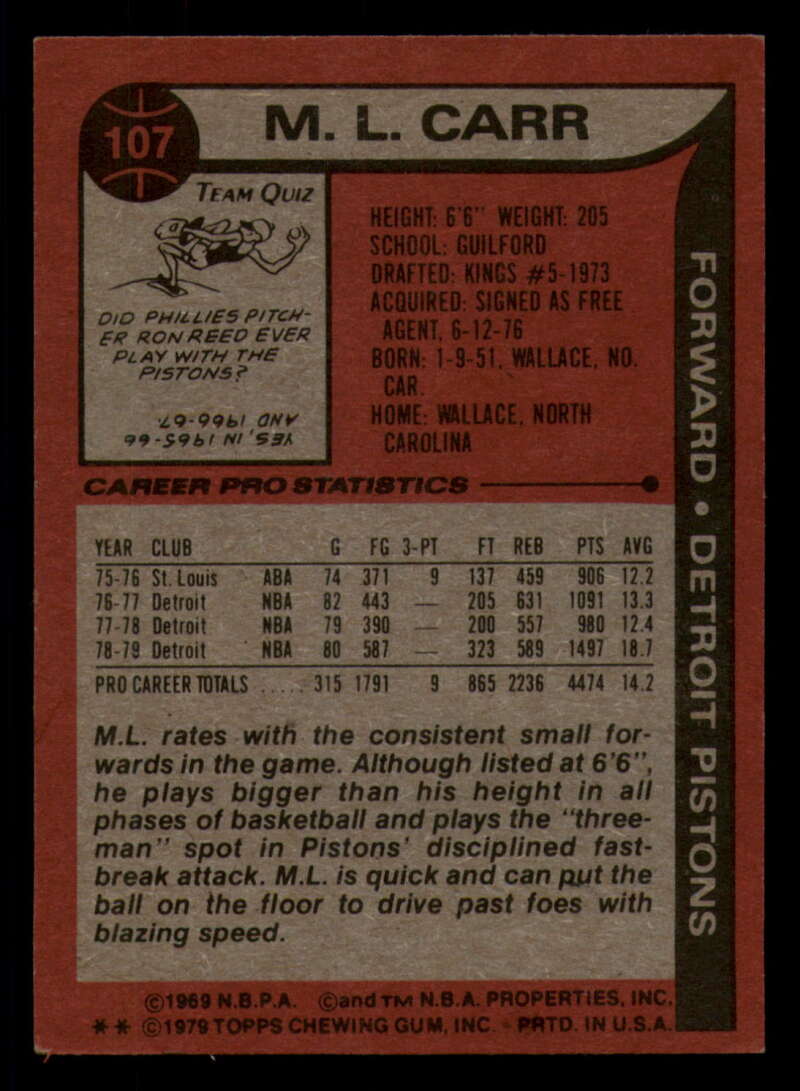 107
M. L. CARR
TEAM QUIZ
DID PHILLIES PITCH-
ER RON REED EVER
PLAY WITH THE
PISTONS?
YES, IN 1965-66
AND 1966-67.
HEIGHT: 6'6" WEIGHT: 205
SCHOOL: GUILFORD
DRAFTED: KINGS #5-1973
ACQUIRED: SIGNED AS FREE
AGENT, 6-12-76
BORN: 1-9-51, WALLACE, NO.
CAR.
HOME: WALLACE, NORTH
CAROLINA
FORWARD • DETROIT PISTONS
CAREER PRO STATISTICS
YEAR CLUB G FG 3-PT FT REB PTS AVG
75-76 St. Louis ABA 74 371 9 137 459 906 12.2
76-77 Detroit NBA 82 443 — 205 631 1091 13.3
77-78 Detroit NBA 79 390 — 200 557 980 12.4
78-79 Detroit NBA 80 587 — 323 589 1497 18.7
PRO CAREER TOTALS ..... 315 1791 9 865 2236 4474 14.2
M.L. rates with the consistent small for-
wards in the game. Although listed at 6'6",
he plays bigger than his height in all
phases of basketball and plays the "three-
man" spot in Pistons' disciplined fast-
break attack. M.L. is quick and can put the
ball on the floor to drive past foes with
blazing speed.
©1969 N.B.P.A. ©and TM N.B.A. PROPERTIES, INC.
** ©1979 TOPPS CHEWING GUM, INC. PRTD. IN U.S.A.